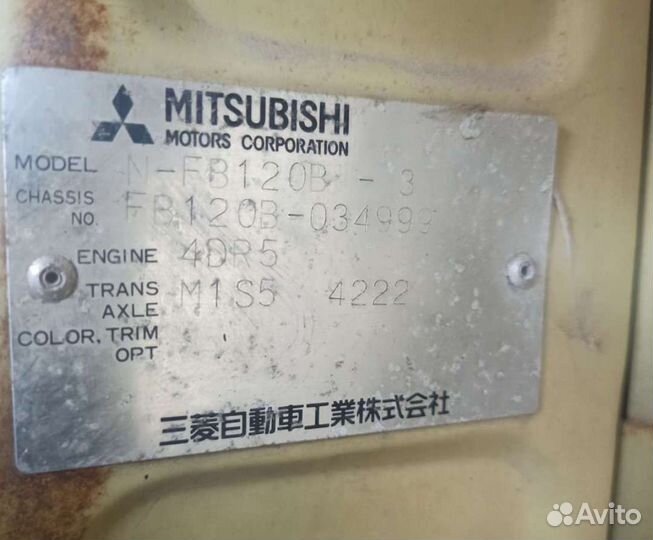 MITSUBISHI
MOTORS CORPORATION
MODEL N-FB120B - 3
CHASSIS NO. FB120B-034999
ENGINE 4DR5
TRANS AXLE M1S5 4222
COLOR, TRIM OPT
三菱自動車工業株式会社
Avito